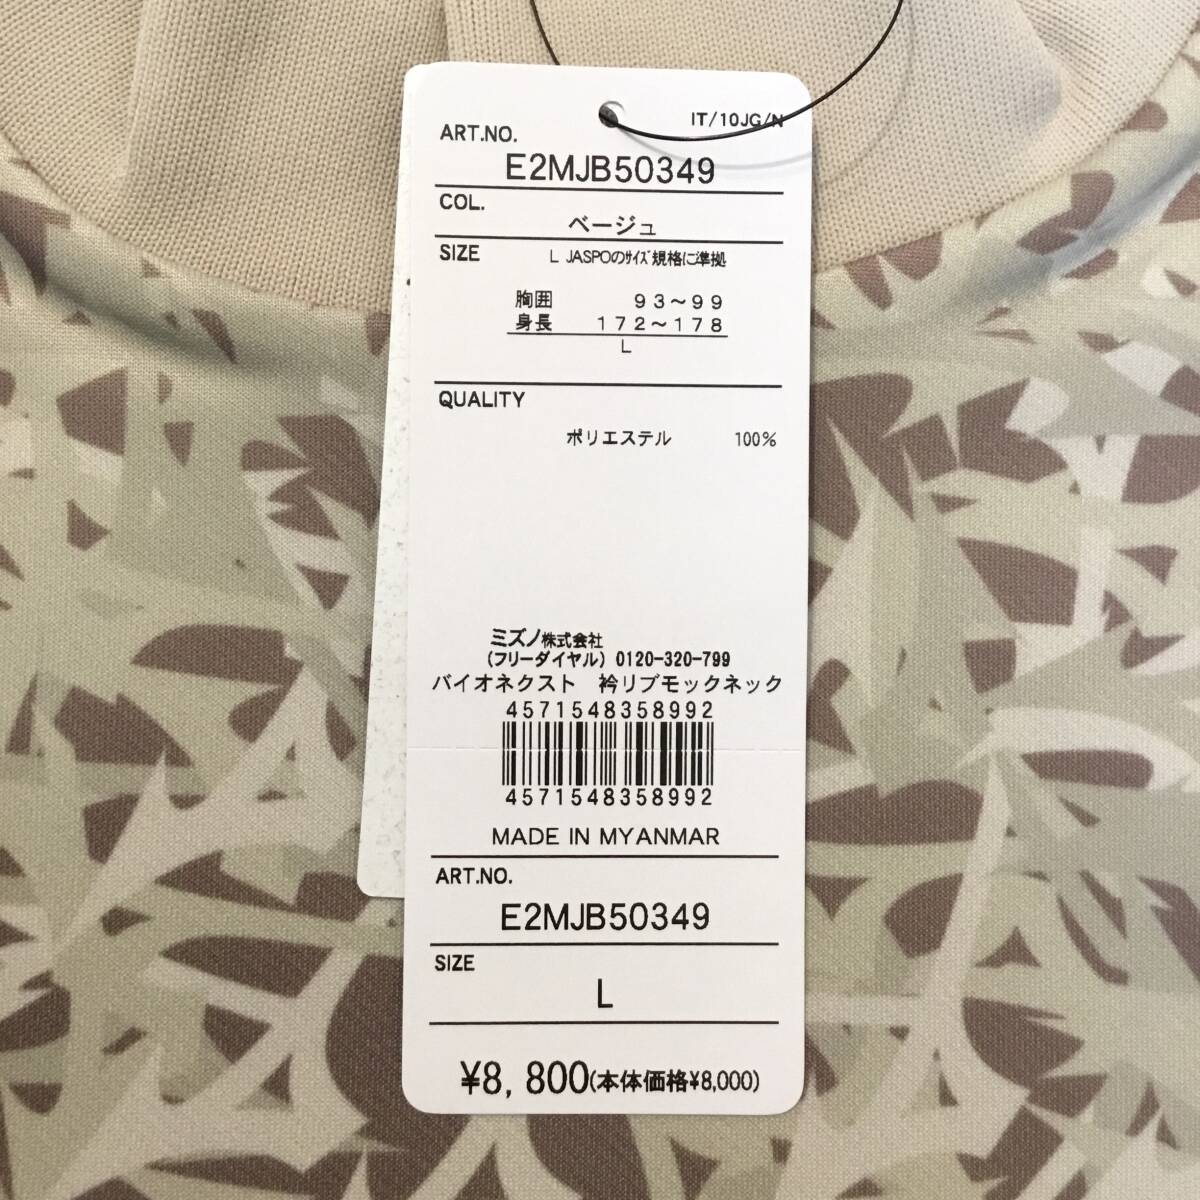 IT/10JG/N
ART.NO.
E2MJB50349
COL.
ベージュ
SIZE L JASPOのサイズ規格に準拠
胸囲 93～99
身長 172～178
L
QUALITY
ポリエステル 100%
ミズノ株式会社
(フリーダイヤル) 0120-320-799
バイオネクスト 衿リブモックネック
4571548358992
4571548358992
MADE IN MYANMAR
ART.NO.
E2MJB50349
SIZE
L
¥8,800(本体価格¥8,000)